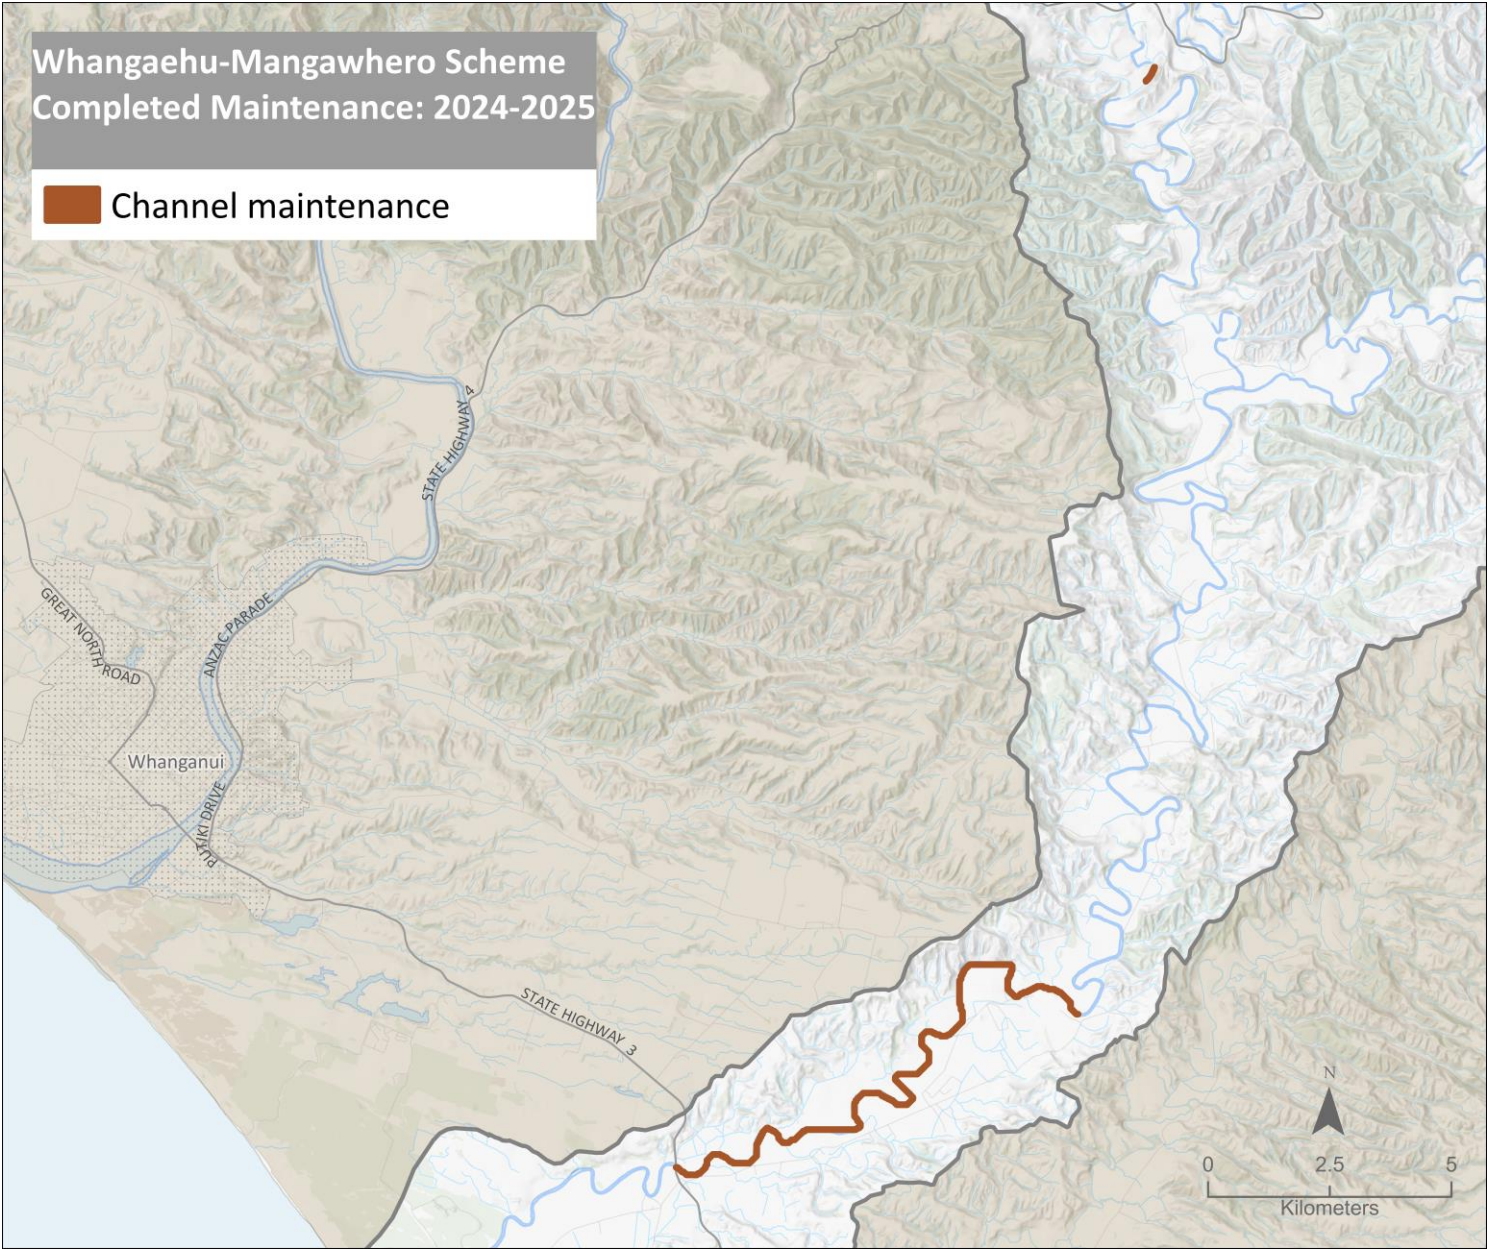 Whangaehu-Mangawhero Scheme
Completed Maintenance: 2024-2025
Channel maintenance
STATE HIGHWAY 4
GREAT NORTH ROAD
ANZAC PARADE
Whanganui
PUTIKI DRIVE
STATE HIGHWAY 3
N
0 2.5 5
Kilometers